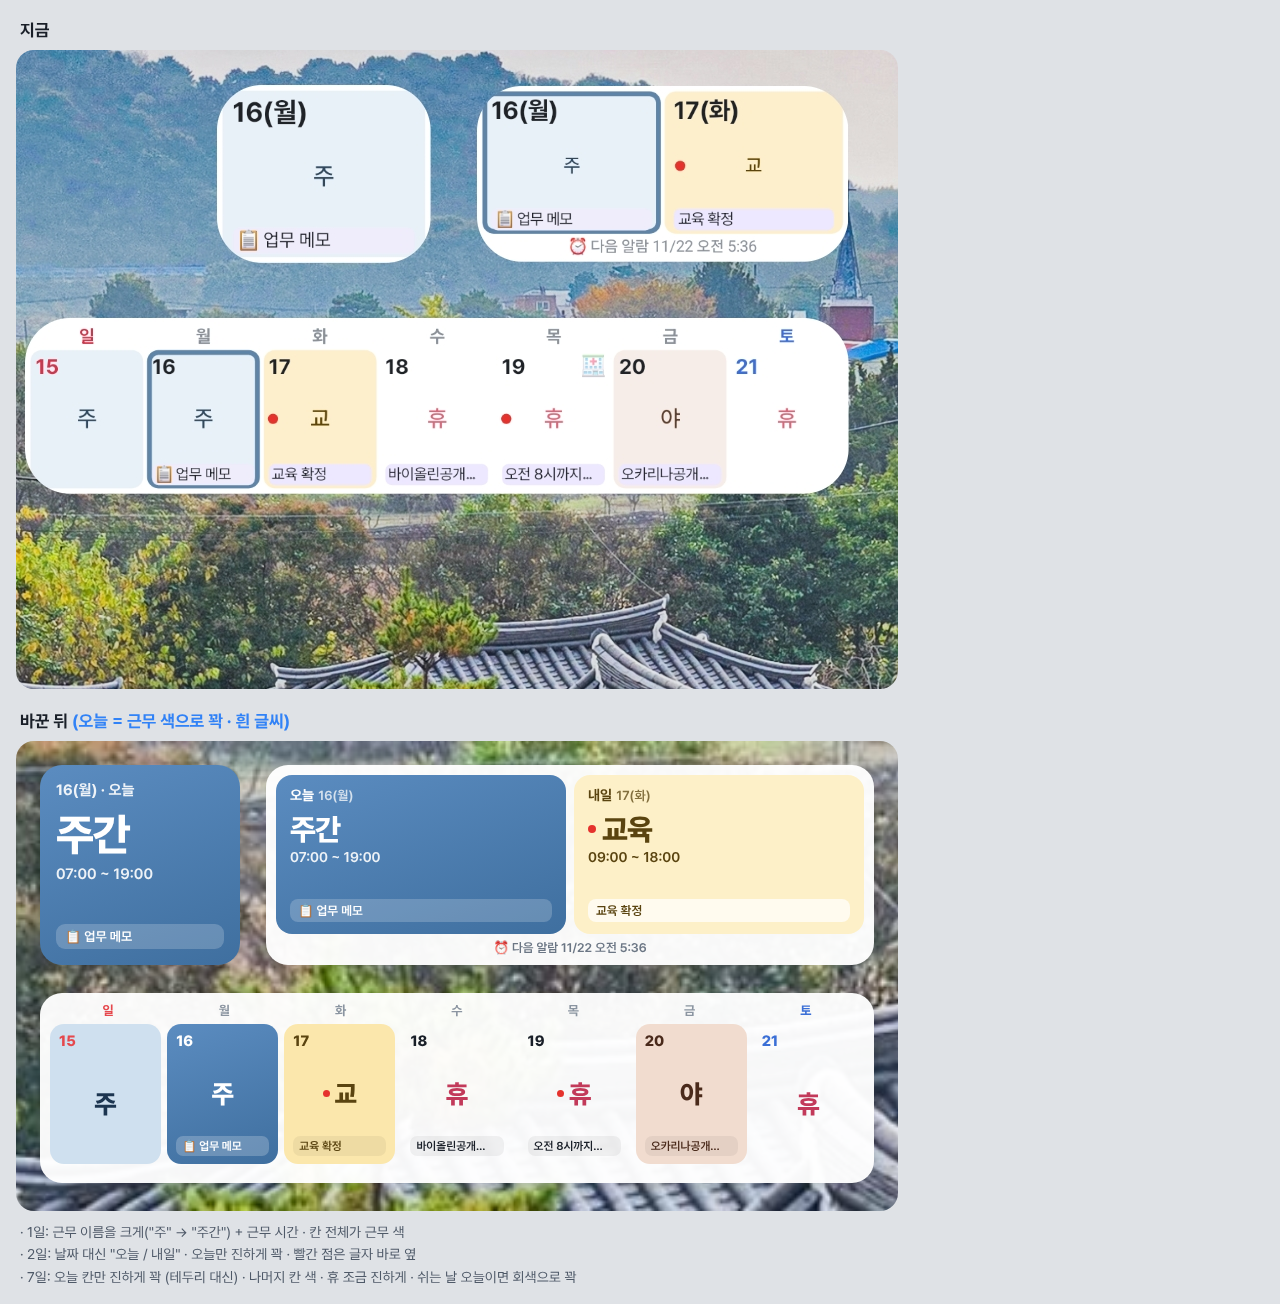 지금
16(월)
주
📋 업무 메모
16(월) 17(화)
주 교
📋 업무 메모 교육 확정
⏰ 다음 알람 11/22 오전 5:36
일 월 화 수 목 금 토
15 16 17 18 19 20 21
주 주 교 휴 휴 야 휴
📋 업무 메모 교육 확정 바이올린공개... 오전 8시까지... 오카리나공개...
바꾼 뒤 (오늘 = 근무 색으로 꽉 · 흰 글씨)
16(월) · 오늘
주간
07:00 ~ 19:00
📋 업무 메모
오늘 16(월) 내일 17(화)
주간 교육
07:00 ~ 19:00 09:00 ~ 18:00
📋 업무 메모 교육 확정
⏰ 다음 알람 11/22 오전 5:36
일 월 화 수 목 금 토
15 16 17 18 19 20 21
주 주 교 휴 휴 야 휴
📋 업무 메모 교육 확정 바이올린공개... 오전 8시까지... 오카리나공개...
· 1일: 근무 이름을 크게("주" → "주간") + 근무 시간 · 칸 전체가 근무 색
· 2일: 날짜 대신 "오늘 / 내일" · 오늘만 진하게 꽉 · 빨간 점은 글자 바로 옆
· 7일: 오늘 칸만 진하게 꽉 (테두리 대신) · 나머지 칸 색 · 휴 조금 진하게 · 쉬는 날 오늘이면 회색으로 꽉